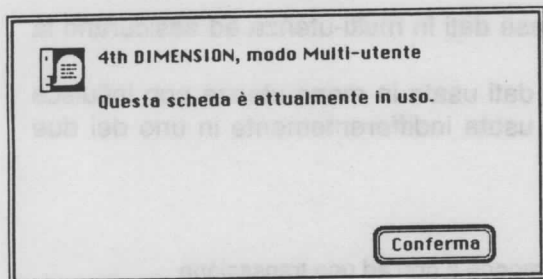 4th DIMENSION, modo Multi-utente
Questa scheda è attualmente in uso.
Conferma